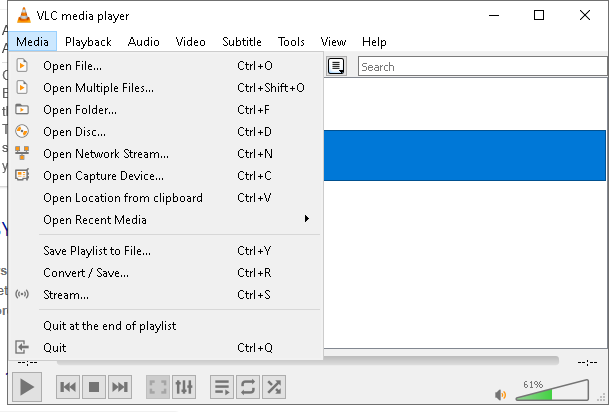 VLC media player
Media Playback Audio Video Subtitle Tools View Help
Open File... Ctrl+O
Open Multiple Files... Ctrl+Shift+O
Open Folder... Ctrl+F
Open Disc... Ctrl+D
Open Network Stream... Ctrl+N
Open Capture Device... Ctrl+C
Open Location from clipboard Ctrl+V
Open Recent Media
Save Playlist to File... Ctrl+Y
Convert / Save... Ctrl+R
Stream... Ctrl+S
Quit at the end of playlist
Quit Ctrl+Q
Search
--:-- --:--
61%